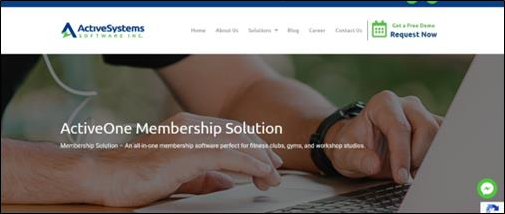 ActiveSystems
SOFTWARE INC.
Home About Us Solutions Blog Career Contact Us
Get a Free Demo
Request Now
ActiveOne Membership Solution
Membership Solution – An all-in-one membership software perfect for fitness clubs, gyms, and workshop studios.